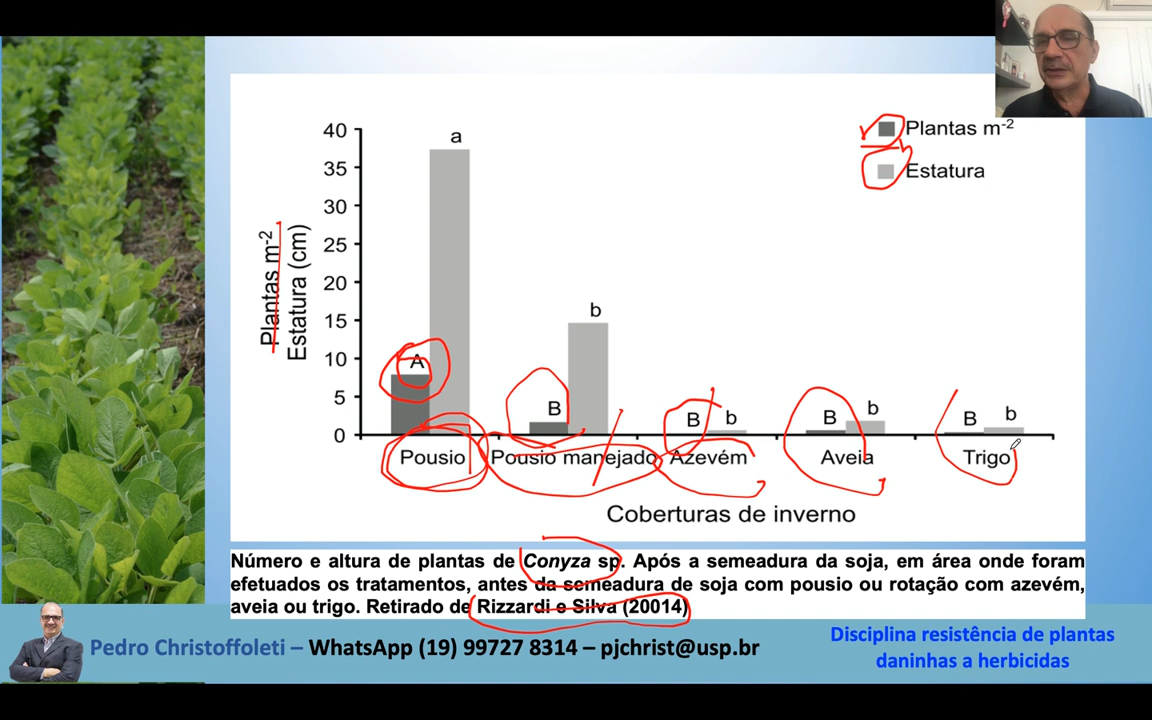 Plantas m-2
Estatura
Plantas m-2
Estatura (cm)
40
35
30
25
20
15
10
5
0
a
A
b
B
B
b
B
b
B
b
Pousio
Pousio manejado
Azevém
Aveia
Trigo
Coberturas de inverno
Número e altura de plantas de Conyza sp. Após a semeadura da soja, em área onde foram
efetuados os tratamentos, antes da semeadura de soja com pousio ou rotação com azevém,
aveia ou trigo. Retirado de Rizzardi e Silva (20014)
Pedro Christoffoleti – WhatsApp (19) 99727 8314 – pjchrist@usp.br
Disciplina resistência de plantas
daninhas a herbicidas